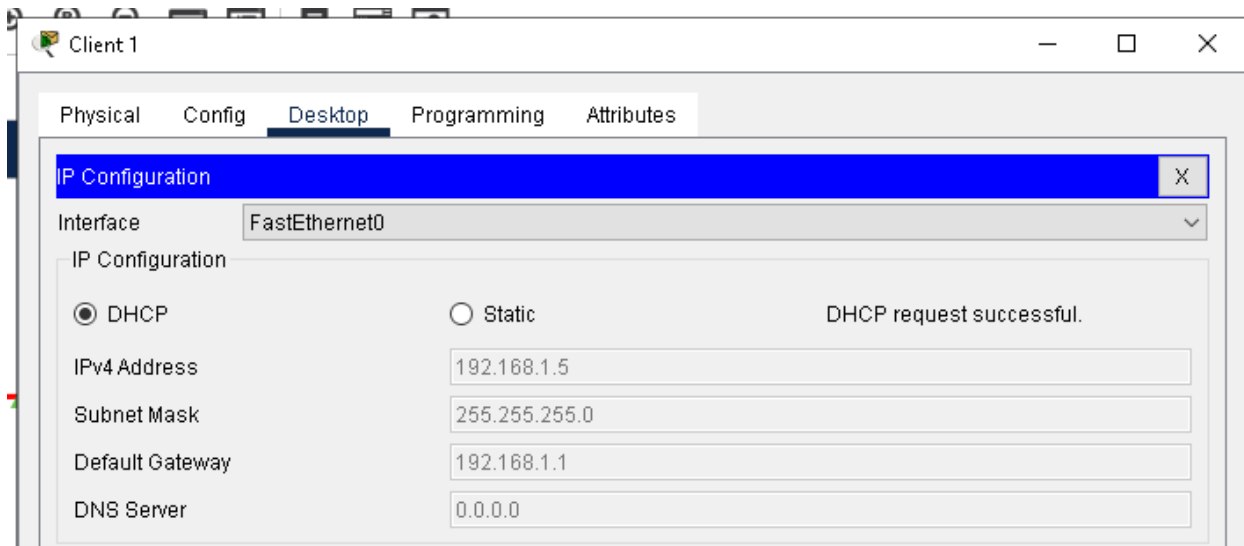 Client 1
Physical Config Desktop Programming Attributes
IP Configuration X
Interface FastEthernet0
IP Configuration
DHCP Static DHCP request successful.
IPv4 Address 192.168.1.5
Subnet Mask 255.255.255.0
Default Gateway 192.168.1.1
DNS Server 0.0.0.0